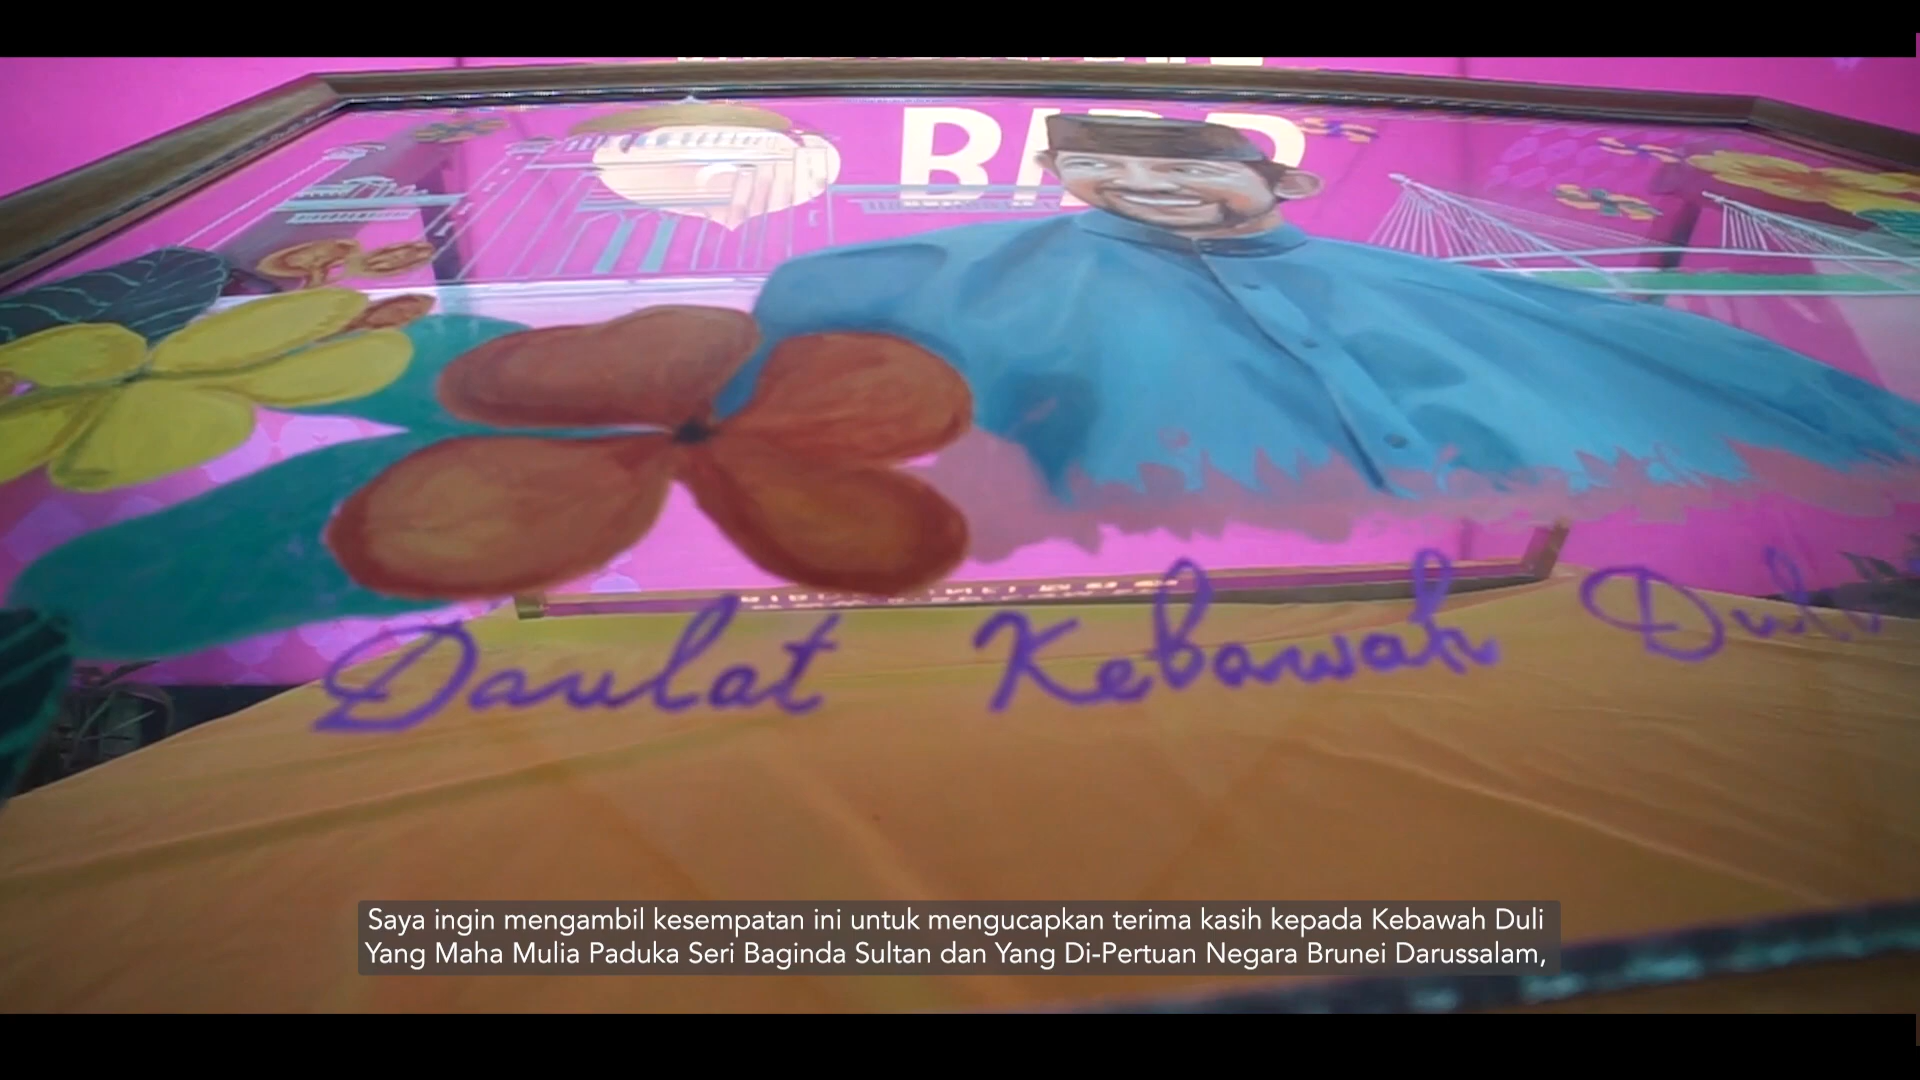 Daulat Kebawah Duli
Saya ingin mengambil kesempatan ini untuk mengucapkan terima kasih kepada Kebawah Duli
Yang Maha Mulia Paduka Seri Baginda Sultan dan Yang Di-Pertuan Negara Brunei Darussalam,